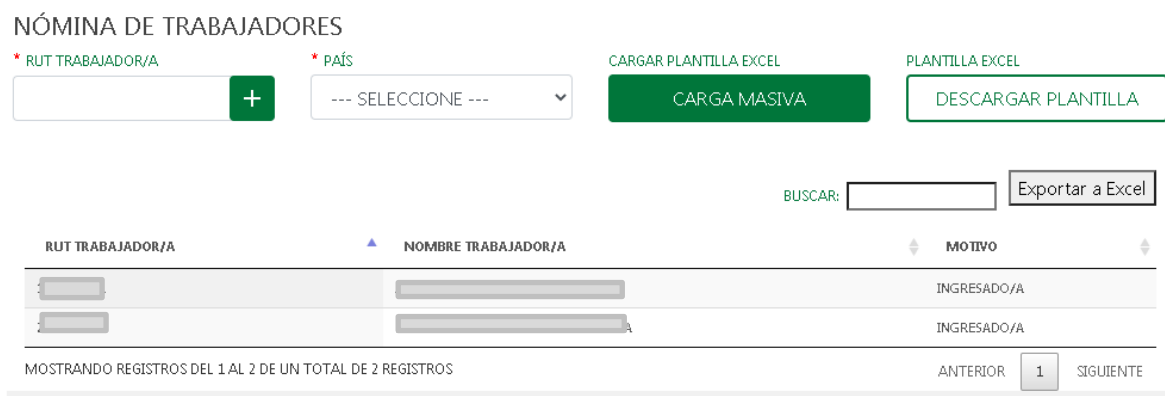 NÓMINA DE TRABAJADORES
* RUT TRABAJADOR/A * PAÍS CARGAR PLANTILLA EXCEL PLANTILLA EXCEL
+ --- SELECCIONE --- CARGA MASIVA DESCARGAR PLANTILLA
BUSCAR: Exportar a Excel
RUT TRABAJADOR/A NOMBRE TRABAJADOR/A MOTIVO
INGRESADO/A
INGRESADO/A
MOSTRANDO REGISTROS DEL 1 AL 2 DE UN TOTAL DE 2 REGISTROS ANTERIOR 1 SIGUIENTE